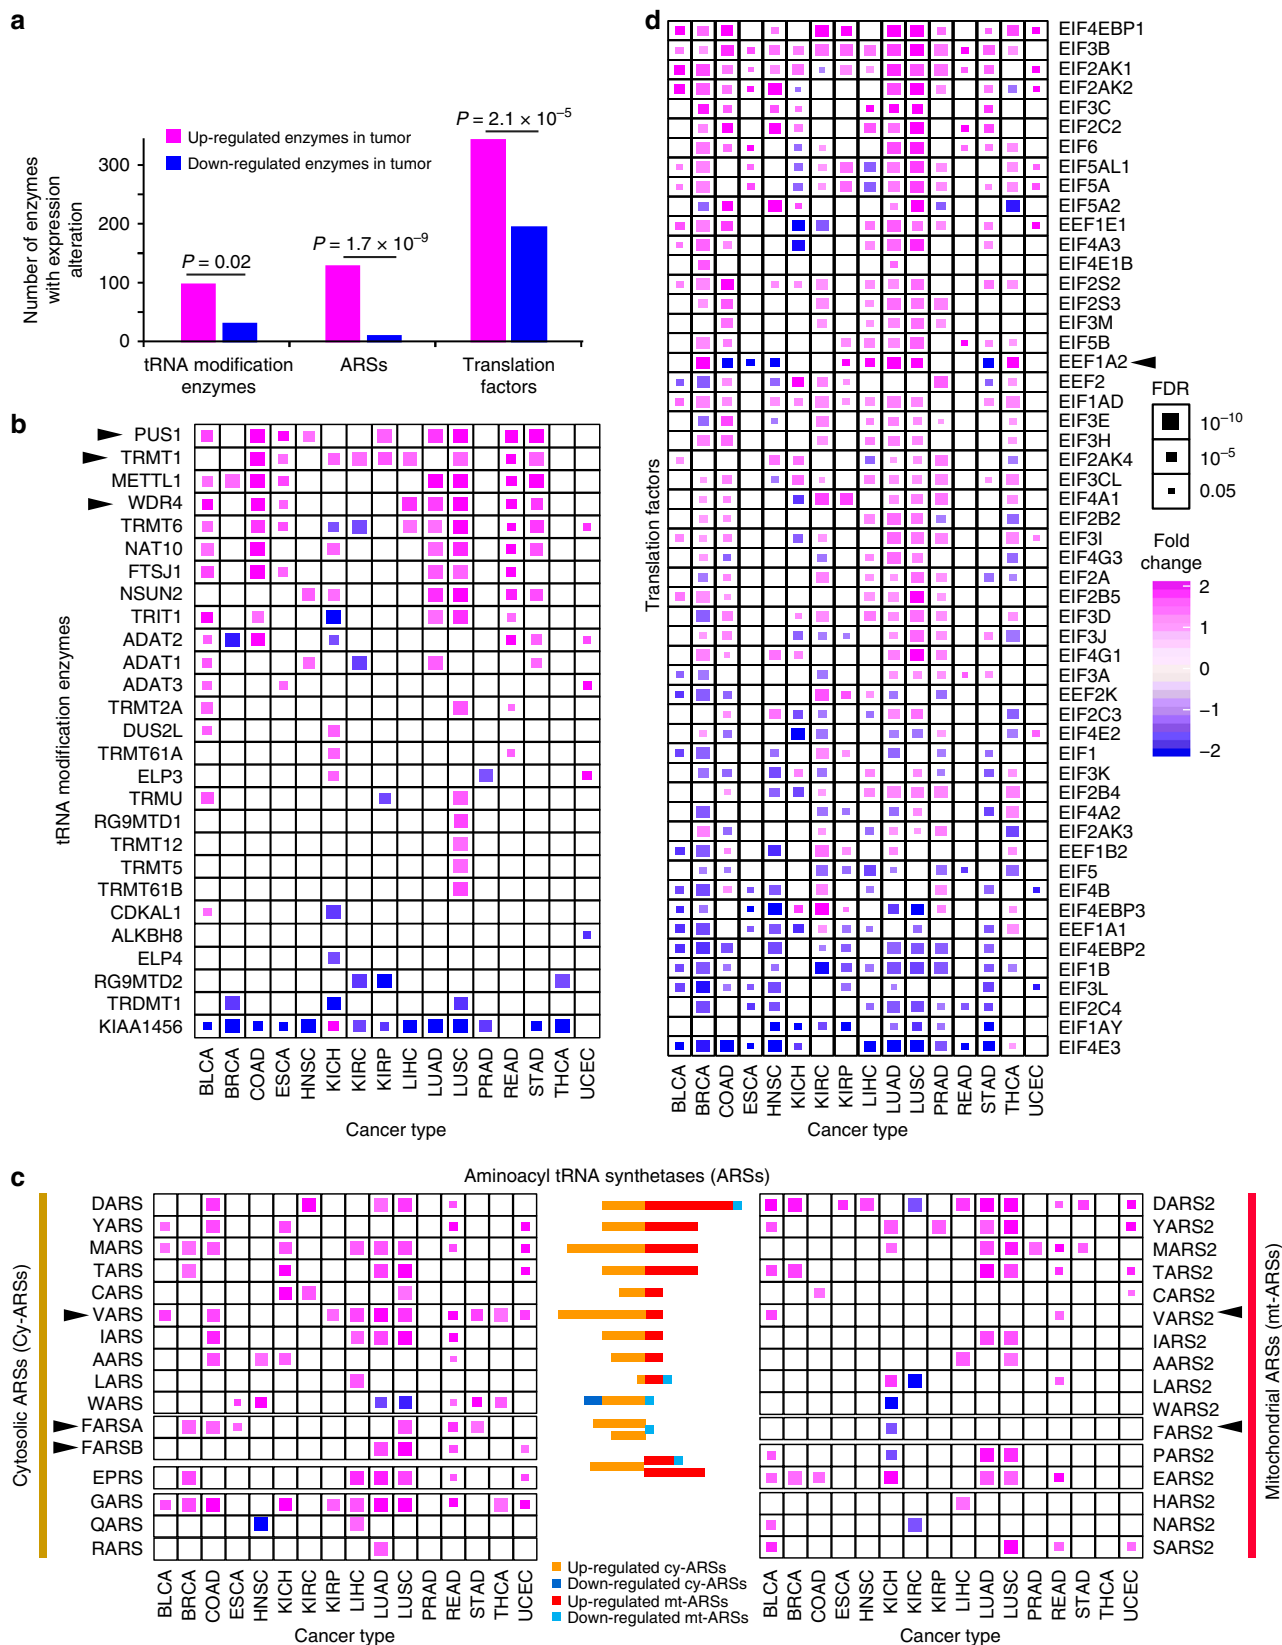 a
Up-regulated enzymes in tumor
Down-regulated enzymes in tumor
P = 0.02
P = 1.7 × 10⁻⁹
P = 2.1 × 10⁻⁵
Number of enzymes
with expression
alteration
300
200
100
0
tRNA modification
enzymes
ARSs
Translation
factors
b
tRNA modification enzymes
PUS1
TRMT1
METTL1
WDR4
TRMT6
NAT10
FTSJ1
NSUN2
TRIT1
ADAT2
ADAT1
ADAT3
TRMT2A
DUS2L
TRMT61A
ELP3
TRMU
RG9MTD1
TRMT12
TRMT5
TRMT61B
CDKAL1
ALKBH8
ELP4
RG9MTD2
TRDMT1
KIAA1456
BLCA
BRCA
COAD
ESCA
HNSC
KICH
KIRC
KIRP
LIHC
LUAD
LUSC
PRAD
READ
STAD
THCA
UCEC
Cancer type
d
Translation factors
EIF4EBP1
EIF3B
EIF2AK1
EIF2AK2
EIF3C
EIF2C2
EIF6
EIF5AL1
EIF5A
EIF5A2
EEF1E1
EIF4A3
EIF4E1B
EIF2S2
EIF2S3
EIF3M
EIF5B
EEF1A2
EEF2
EIF1AD
EIF3E
EIF3H
EIF2AK4
EIF3CL
EIF4A1
EIF2B2
EIF3I
EIF4G3
EIF2A
EIF2B5
EIF3D
EIF3J
EIF4G1
EIF3A
EEF2K
EIF2C3
EIF4E2
EIF1
EIF3K
EIF2B4
EIF4A2
EIF2AK3
EEF1B2
EIF5
EIF4B
EIF4EBP3
EEF1A1
EIF4EBP2
EIF1B
EIF3L
EIF2C4
EIF1AY
EIF4E3
BLCA
BRCA
COAD
ESCA
HNSC
KICH
KIRC
KIRP
LIHC
LUAD
LUSC
PRAD
READ
STAD
THCA
UCEC
Cancer type
FDR
10⁻¹⁰
10⁻⁵
0.05
Fold
change
2
1
0
−1
−2
c
Aminoacyl tRNA synthetases (ARSs)
Cytosolic ARSs (Cy-ARSs)
DARS
YARS
MARS
TARS
CARS
VARS
IARS
AARS
LARS
WARS
FARSA
FARSB
EPRS
GARS
QARS
RARS
BLCA
BRCA
COAD
ESCA
HNSC
KICH
KIRC
KIRP
LIHC
LUAD
LUSC
PRAD
READ
STAD
THCA
UCEC
Cancer type
Up-regulated cy-ARSs
Down-regulated cy-ARSs
Up-regulated mt-ARSs
Down-regulated mt-ARSs
DARS2
YARS2
MARS2
TARS2
CARS2
VARS2
IARS2
AARS2
LARS2
WARS2
FARS2
PARS2
EARS2
HARS2
NARS2
SARS2
Mitochondrial ARSs (mt-ARSs)
BLCA
BRCA
COAD
ESCA
HNSC
KICH
KIRC
KIRP
LIHC
LUAD
LUSC
PRAD
READ
STAD
THCA
UCEC
Cancer type